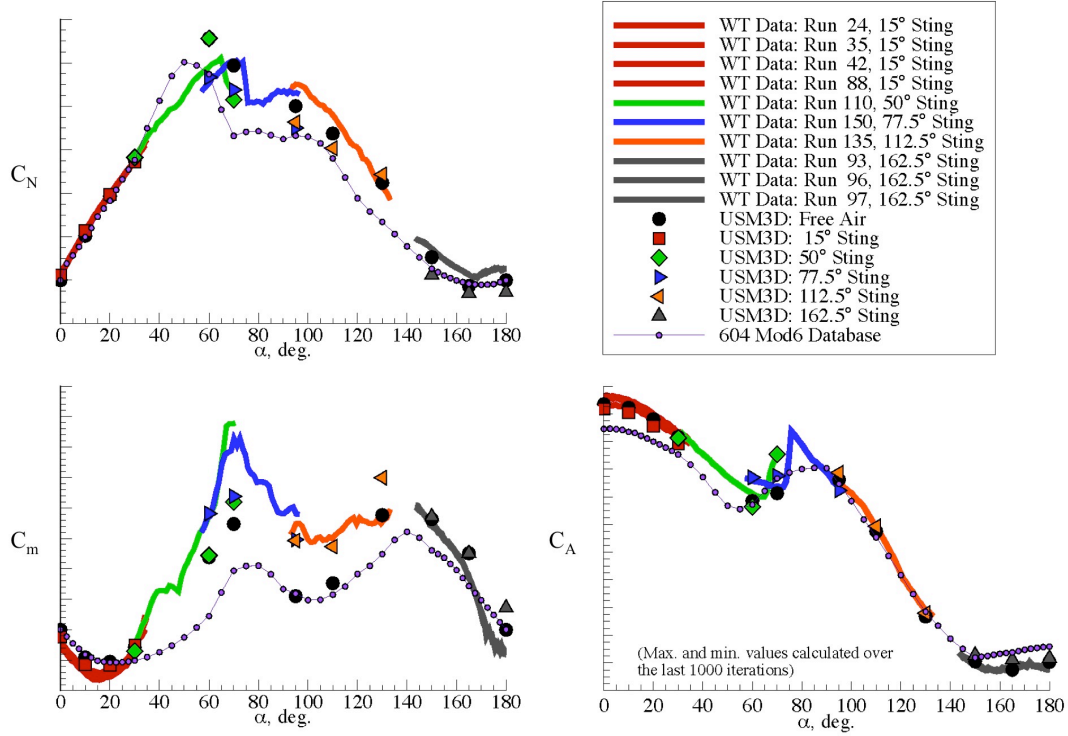 C_N
0 20 40 60 80 100 120 140 160 180
α, deg.
WT Data: Run 24, 15° Sting
WT Data: Run 35, 15° Sting
WT Data: Run 42, 15° Sting
WT Data: Run 88, 15° Sting
WT Data: Run 110, 50° Sting
WT Data: Run 150, 77.5° Sting
WT Data: Run 135, 112.5° Sting
WT Data: Run 93, 162.5° Sting
WT Data: Run 96, 162.5° Sting
WT Data: Run 97, 162.5° Sting
USM3D: Free Air
USM3D: 15° Sting
USM3D: 50° Sting
USM3D: 77.5° Sting
USM3D: 112.5° Sting
USM3D: 162.5° Sting
604 Mod6 Database
C_m
0 20 40 60 80 100 120 140 160 180
α, deg.
C_A
(Max. and min. values calculated over
the last 1000 iterations)
0 20 40 60 80 100 120 140 160 180
α, deg.